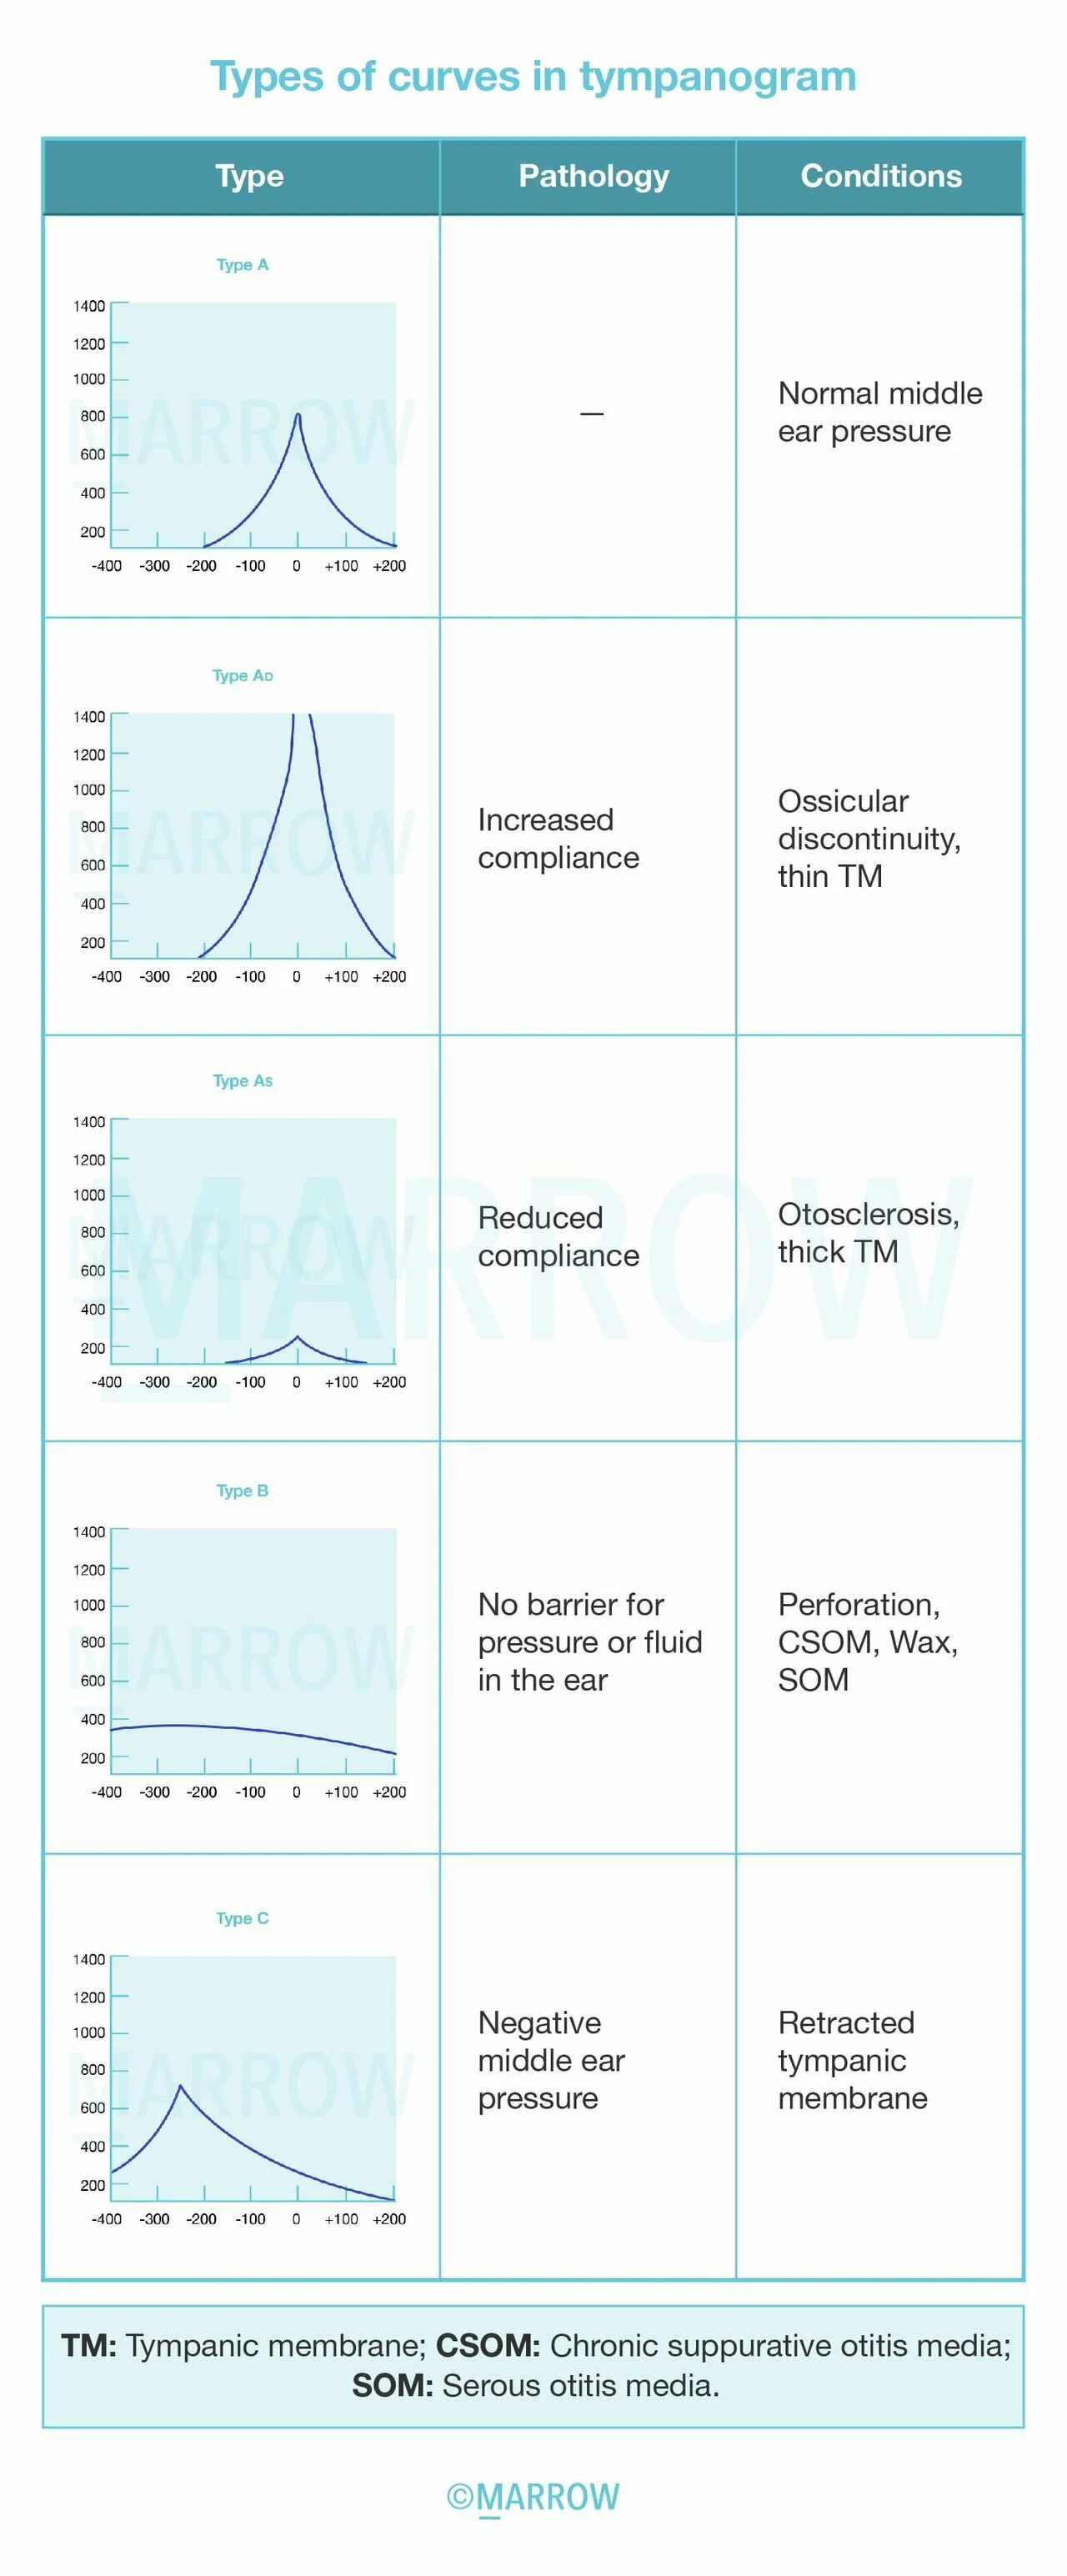 Types of curves in tympanogram
Type
Pathology
Conditions
Type A
1400
1200
1000
800
600
400
200
-400 -300 -200 -100 0 +100 +200
—
Normal middle
ear pressure
Type AD
1400
1200
1000
800
600
400
200
-400 -300 -200 -100 0 +100 +200
Increased
compliance
Ossicular
discontinuity,
thin TM
Type AS
1400
1200
1000
800
600
400
200
-400 -300 -200 -100 0 +100 +200
Reduced
compliance
Otosclerosis,
thick TM
Type B
1400
1200
1000
800
600
400
200
-400 -300 -200 -100 0 +100 +200
No barrier for
pressure or fluid
in the ear
Perforation,
CSOM, Wax,
SOM
Type C
1400
1200
1000
800
600
400
200
-400 -300 -200 -100 0 +100 +200
Negative
middle ear
pressure
Retracted
tympanic
membrane
MARROW
MARROW
MARROW
MARROW
MARROW
MARROW
TM: Tympanic membrane; CSOM: Chronic suppurative otitis media;
SOM: Serous otitis media.
©MARROW